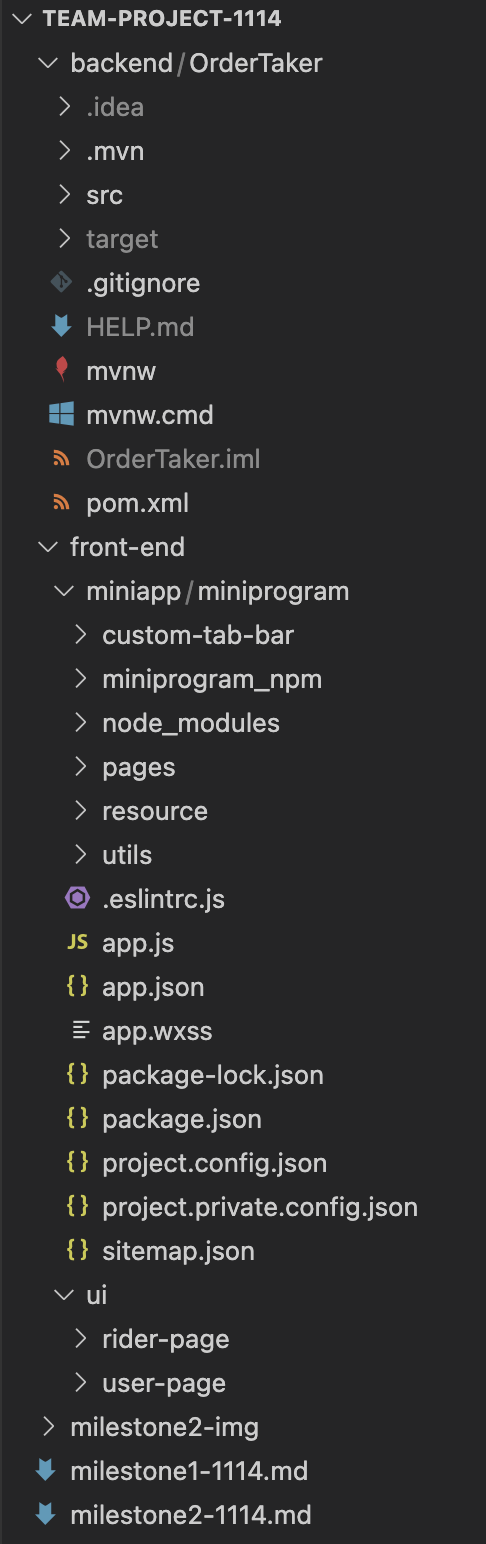 TEAM-PROJECT-1114
backend/OrderTaker
.idea
.mvn
src
target
.gitignore
HELP.md
mvnw
mvnw.cmd
OrderTaker.iml
pom.xml
front-end
miniapp/miniprogram
custom-tab-bar
miniprogram_npm
node_modules
pages
resource
utils
.eslintrc.js
JS app.js
{} app.json
app.wxss
{} package-lock.json
{} package.json
{} project.config.json
{} project.private.config.json
{} sitemap.json
ui
rider-page
user-page
milestone2-img
milestone1-1114.md
milestone2-1114.md